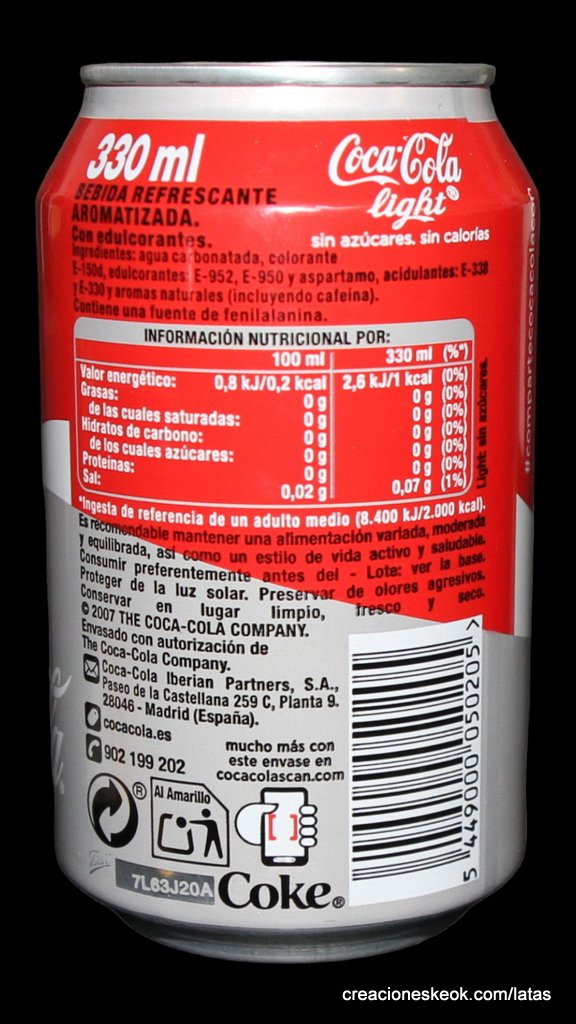 330 ml
BEBIDA REFRESCANTE
AROMATIZADA.
Con edulcorantes.
Coca-Cola
light®
sin azúcares. sin calorías
Ingredientes: agua carbonatada, colorante
E-150d, edulcorantes: E-952, E-950 y aspartamo, acidulantes: E-338
y E-330 y aromas naturales (incluyendo cafeína).
Contiene una fuente de fenilalanina.
INFORMACIÓN NUTRICIONAL POR:
100 ml 330 ml (%*)
Valor energético: 0,8 kJ/0,2 kcal 2,6 kJ/1 kcal (0%)
Grasas: 0 g 0 g (0%)
de las cuales saturadas: 0 g 0 g (0%)
Hidratos de carbono: 0 g 0 g (0%)
de los cuales azúcares: 0 g 0 g (0%)
Proteínas: 0 g 0 g (0%)
Sal: 0,02 g 0,07 g (1%)
Light: sin azúcares.
#compartecocacolacon
*Ingesta de referencia de un adulto medio (8.400 kJ/2.000 kcal).
Es recomendable mantener una alimentación variada, moderada
y equilibrada, así como un estilo de vida activo y saludable.
Consumir preferentemente antes del - Lote: ver la base.
Proteger de la luz solar. Preservar de olores agresivos.
Conservar en lugar limpio, fresco y seco.
© 2007 THE COCA-COLA COMPANY.
Envasado con autorización de
The Coca-Cola Company.
Coca-Cola Iberian Partners, S.A.,
Paseo de la Castellana 259 C, Planta 9.
28046 - Madrid (España).
cocacola.es
902 199 202
mucho más con
este envase en
cocacolascan.com
®
Al Amarillo
7L63J20A
Coke®
5 449000 050205 >
creacioneskeok.com/latas